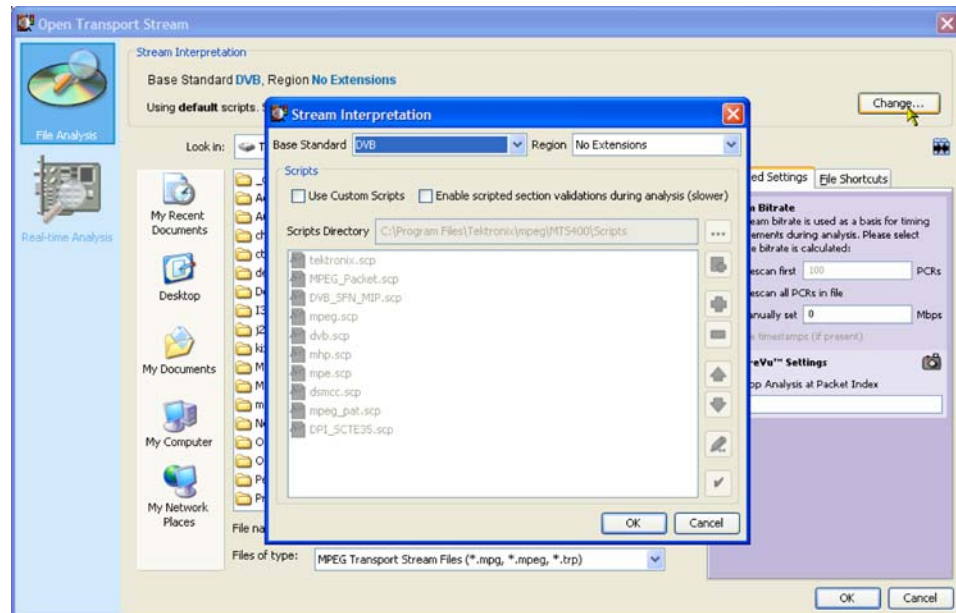 Open Transport Stream
File Analysis
Real-time Analysis
Stream Interpretation
Base Standard DVB, Region No Extensions
Using default scripts.
Change...
Look in:
My Recent
Documents
Desktop
My Documents
My Computer
My Network
Places
Stream Interpretation
Base Standard DVB Region No Extensions
Scripts
Use Custom Scripts Enable scripted section validations during analysis (slower)
Scripts Directory C:\Program Files\Tektronix\mpeg\MTS400\Scripts ...
tektronix.scp
MPEG_Packet.scp
DVB_SFN_MIP.scp
mpeg.scp
dvb.scp
mhp.scp
mpe.scp
dsmcc.scp
mpeg_pat.scp
DPI_SCTE35.scp
OK Cancel
ed Settings File Shortcuts
Bitrate
eam bitrate is used as a basis for timing
ements during analysis. Please select
e bitrate is calculated:
escan first 100 PCRs
escan all PCRs in file
anually set 0 Mbps
timestamps (if present)
eVu™ Settings
op Analysis at Packet Index
File na
Files of type: MPEG Transport Stream Files (*.mpg, *.mpeg, *.trp)
OK Cancel